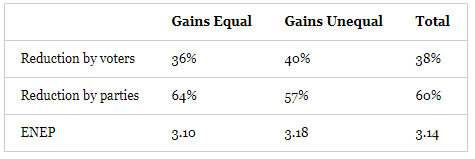 Gains Equal Gains Unequal Total
Reduction by voters 36% 40% 38%
Reduction by parties 64% 57% 60%
ENEP 3.10 3.18 3.14